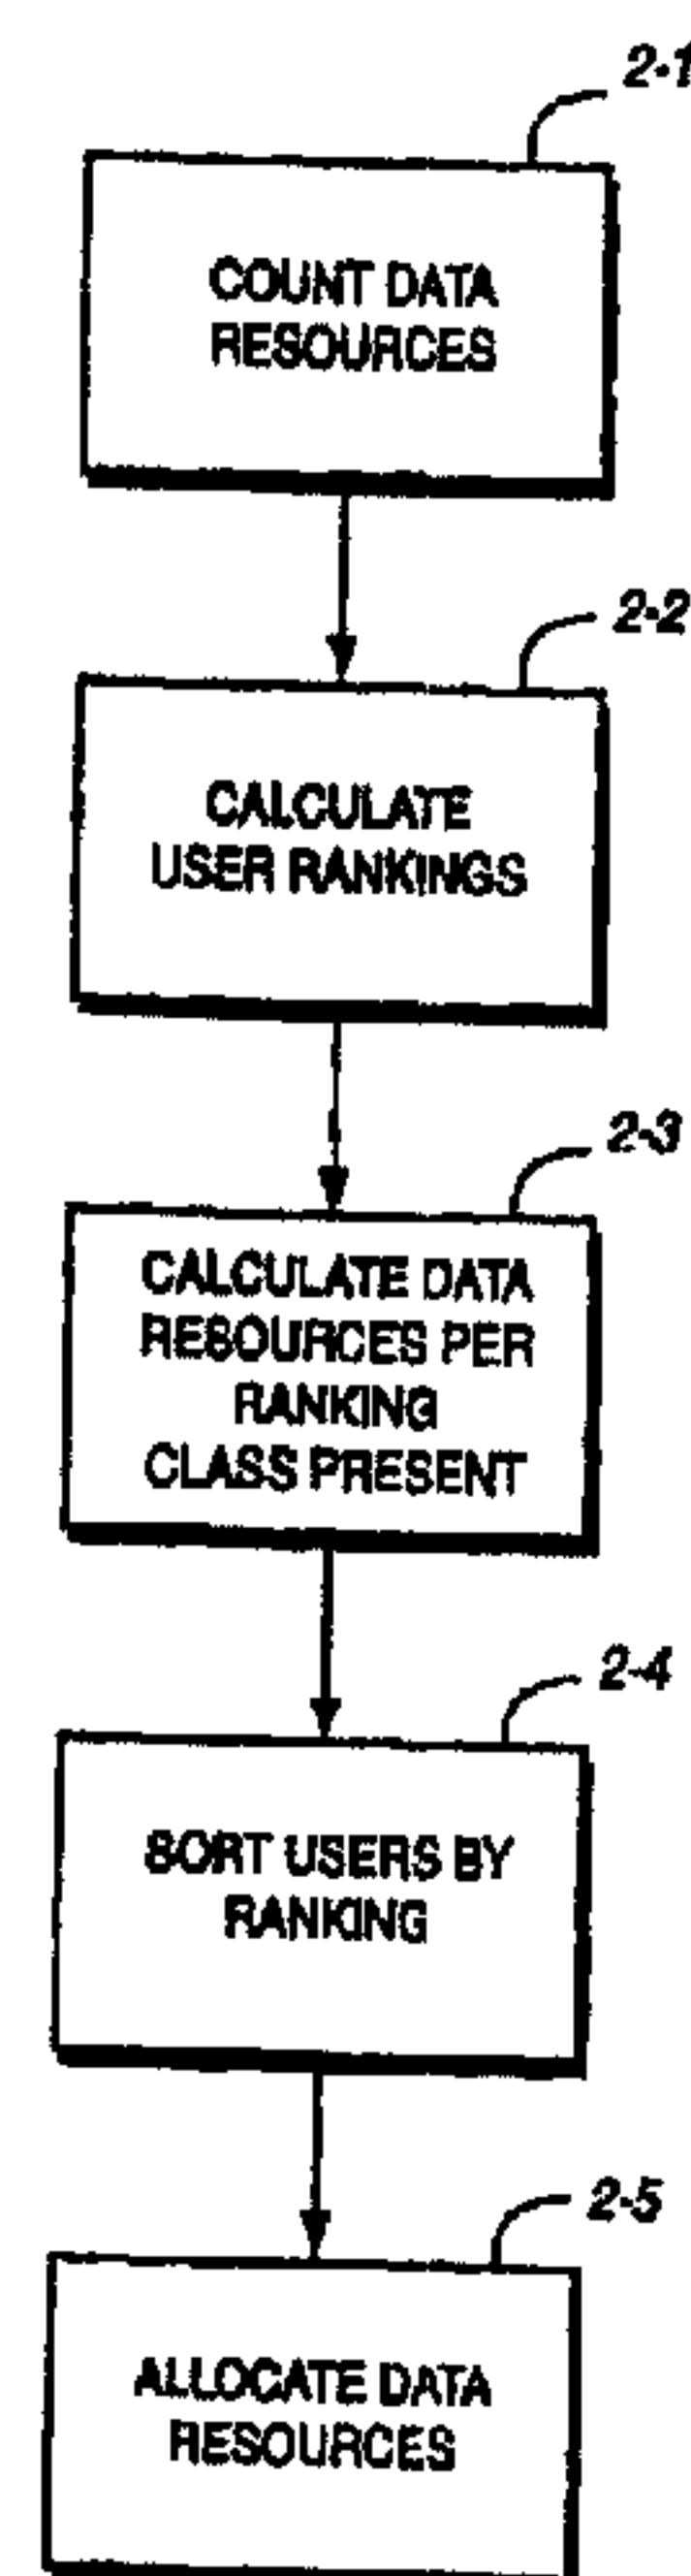 2-1
COUNT DATA
RESOURCES
2-2
CALCULATE
USER RANKINGS
2-3
CALCULATE DATA
RESOURCES PER
RANKING
CLASS PRESENT
2-4
SORT USERS BY
RANKING
2-5
ALLOCATE DATA
RESOURCES